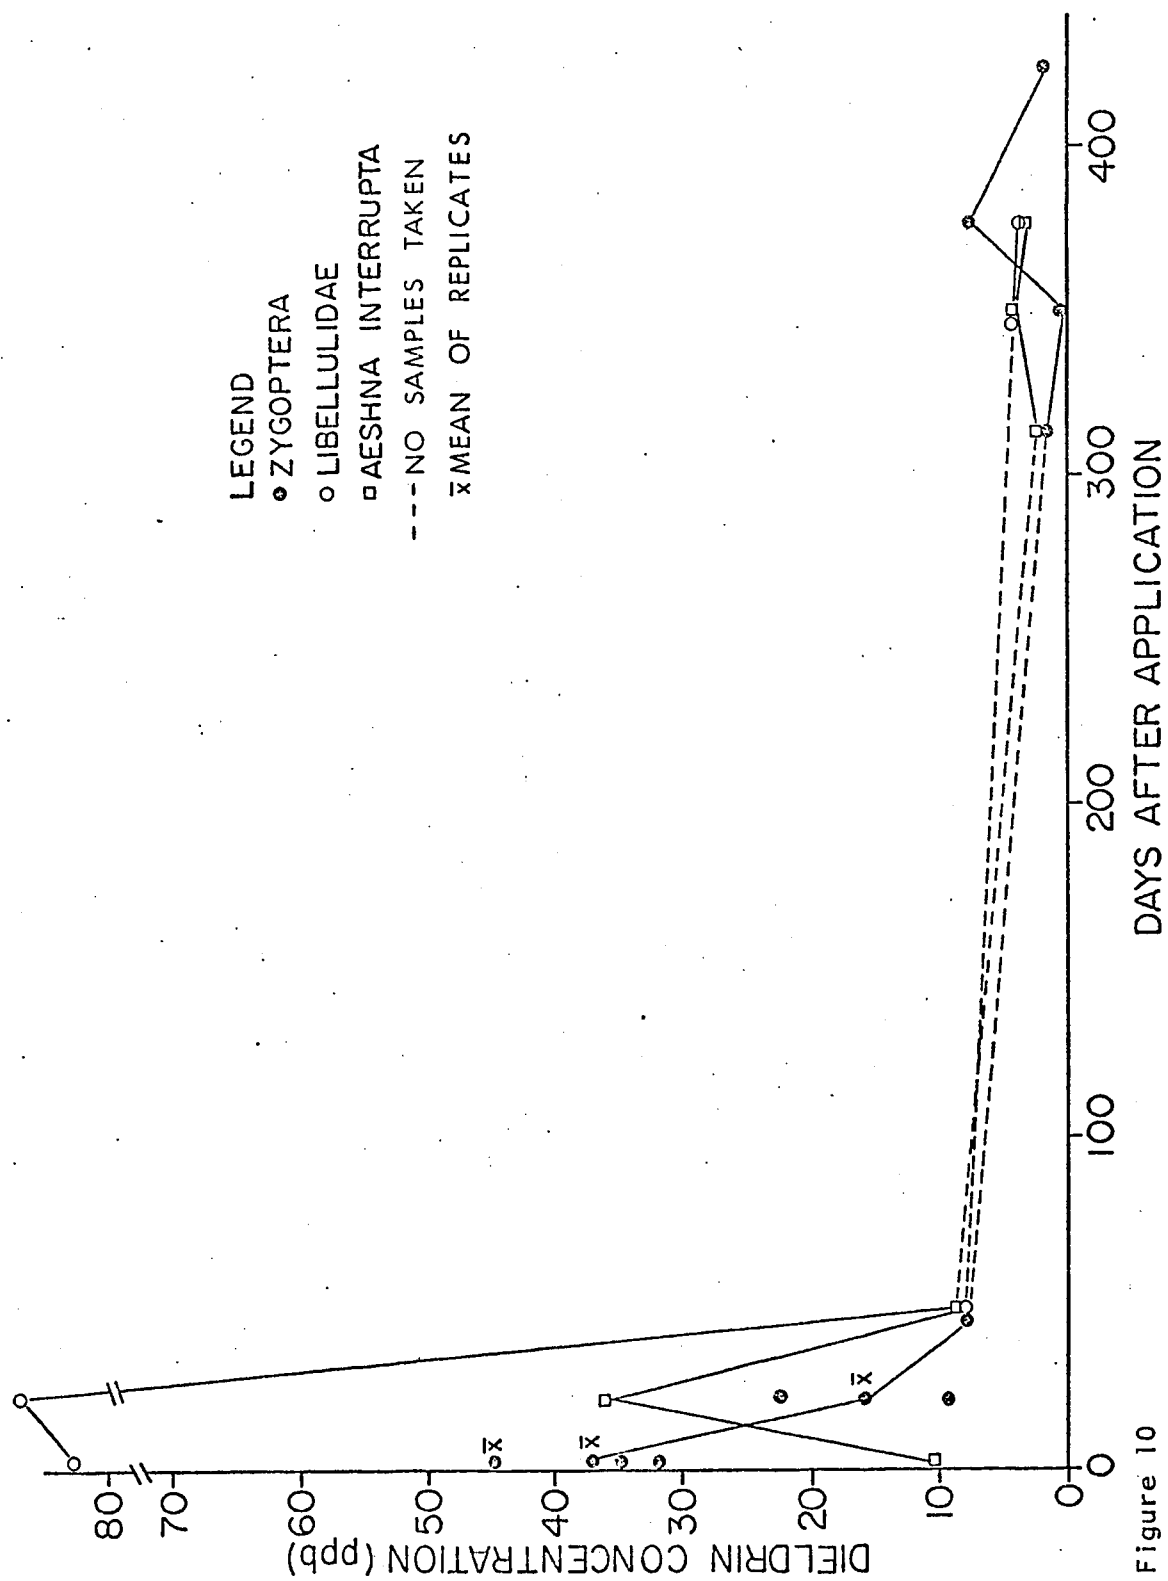 DIELDRIN CONCENTRATION (ppb)
80
70
60
50
40
30
20
10
0
x̄
x̄
x̄
LEGEND
ZYGOPTERA
LIBELLULIDAE
AESHNA INTERRUPTA
--- NO SAMPLES TAKEN
x̄ MEAN OF REPLICATES
0
100
200
300
400
DAYS AFTER APPLICATION
Figure 10